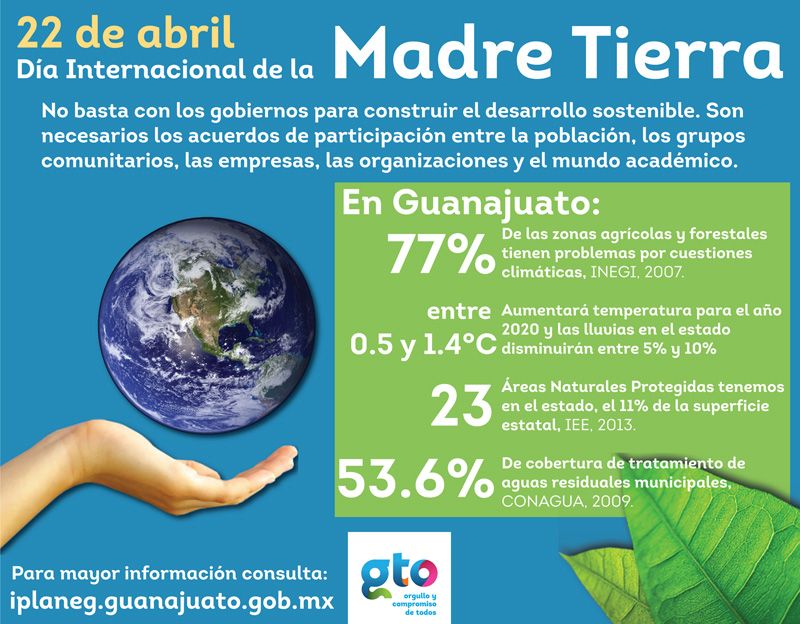 22 de abril
Día Internacional de la Madre Tierra
No basta con los gobiernos para construir el desarrollo sostenible. Son
necesarios los acuerdos de participación entre la población, los grupos
comunitarios, las empresas, las organizaciones y el mundo académico.
En Guanajuato:
77%
De las zonas agrícolas y forestales
tienen problemas por cuestiones
climáticas, INEGI, 2007.
entre
0.5 y 1.4°C
Aumentará temperatura para el año
2020 y las lluvias en el estado
disminuirán entre 5% y 10%
23
Áreas Naturales Protegidas tenemos
en el estado, el 11% de la superficie
estatal, IEE, 2013.
53.6%
De cobertura de tratamiento de
aguas residuales municipales,
CONAGUA, 2009.
Para mayor información consulta:
iplaneg.guanajuato.gob.mx
gto
orgullo y
compromiso
de todos